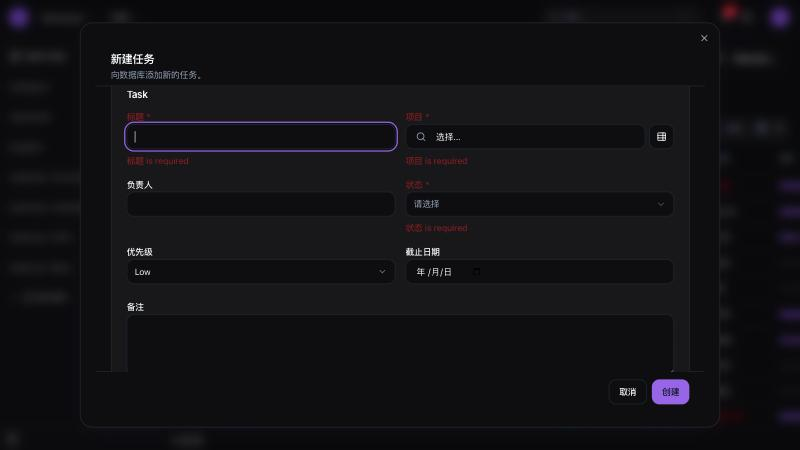 新建任务
向数据库添加新的任务。
Task
标题 *
项目 *
选择...
标题 is required
项目 is required
负责人
状态 *
请选择
状态 is required
优先级
截止日期
Low
年 /月/日
备注
取消
创建